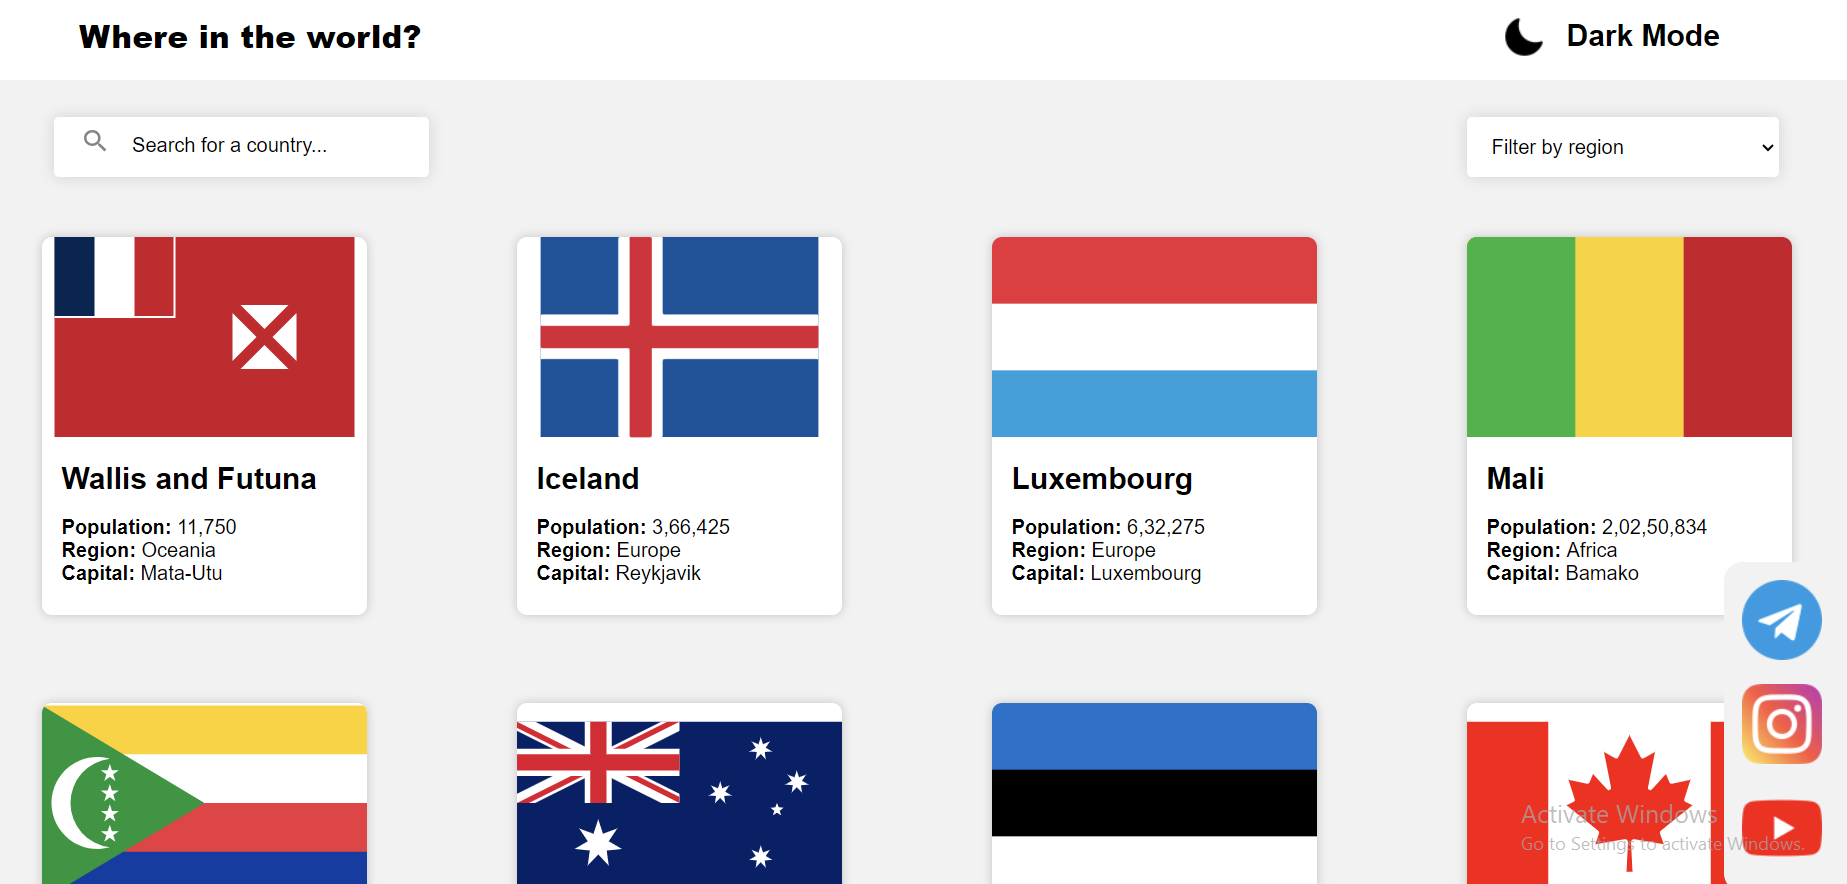 Where in the world?
Dark Mode
Search for a country...
Filter by region
Wallis and Futuna
Population: 11,750
Region: Oceania
Capital: Mata-Utu
Iceland
Population: 3,66,425
Region: Europe
Capital: Reykjavik
Luxembourg
Population: 6,32,275
Region: Europe
Capital: Luxembourg
Mali
Population: 2,02,50,834
Region: Africa
Capital: Bamako
Activate Windows
Go to Settings to activate Windows.